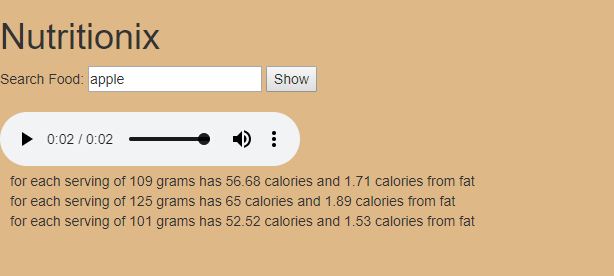 Nutritionix
Search Food: apple Show
0:02 / 0:02
for each serving of 109 grams has 56.68 calories and 1.71 calories from fat
for each serving of 125 grams has 65 calories and 1.89 calories from fat
for each serving of 101 grams has 52.52 calories and 1.53 calories from fat